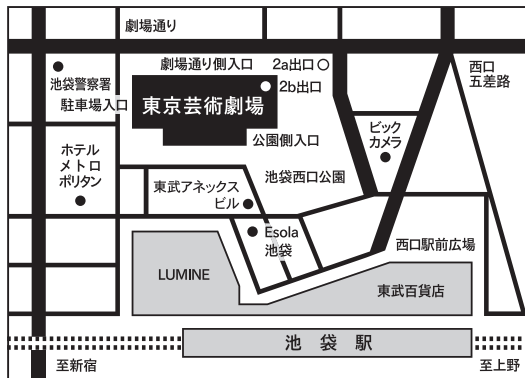 劇場通り
劇場通り側入口
2a出口
2b出口
西口
五差路
池袋警察署
駐車場入口
東京芸術劇場
公園側入口
ビック
カメラ
ホテル
メトロ
ポリタン
東武アネックス
ビル
池袋西口公園
Esola
池袋
西口駅前広場
LUMINE
東武百貨店
池袋駅
至新宿
至上野